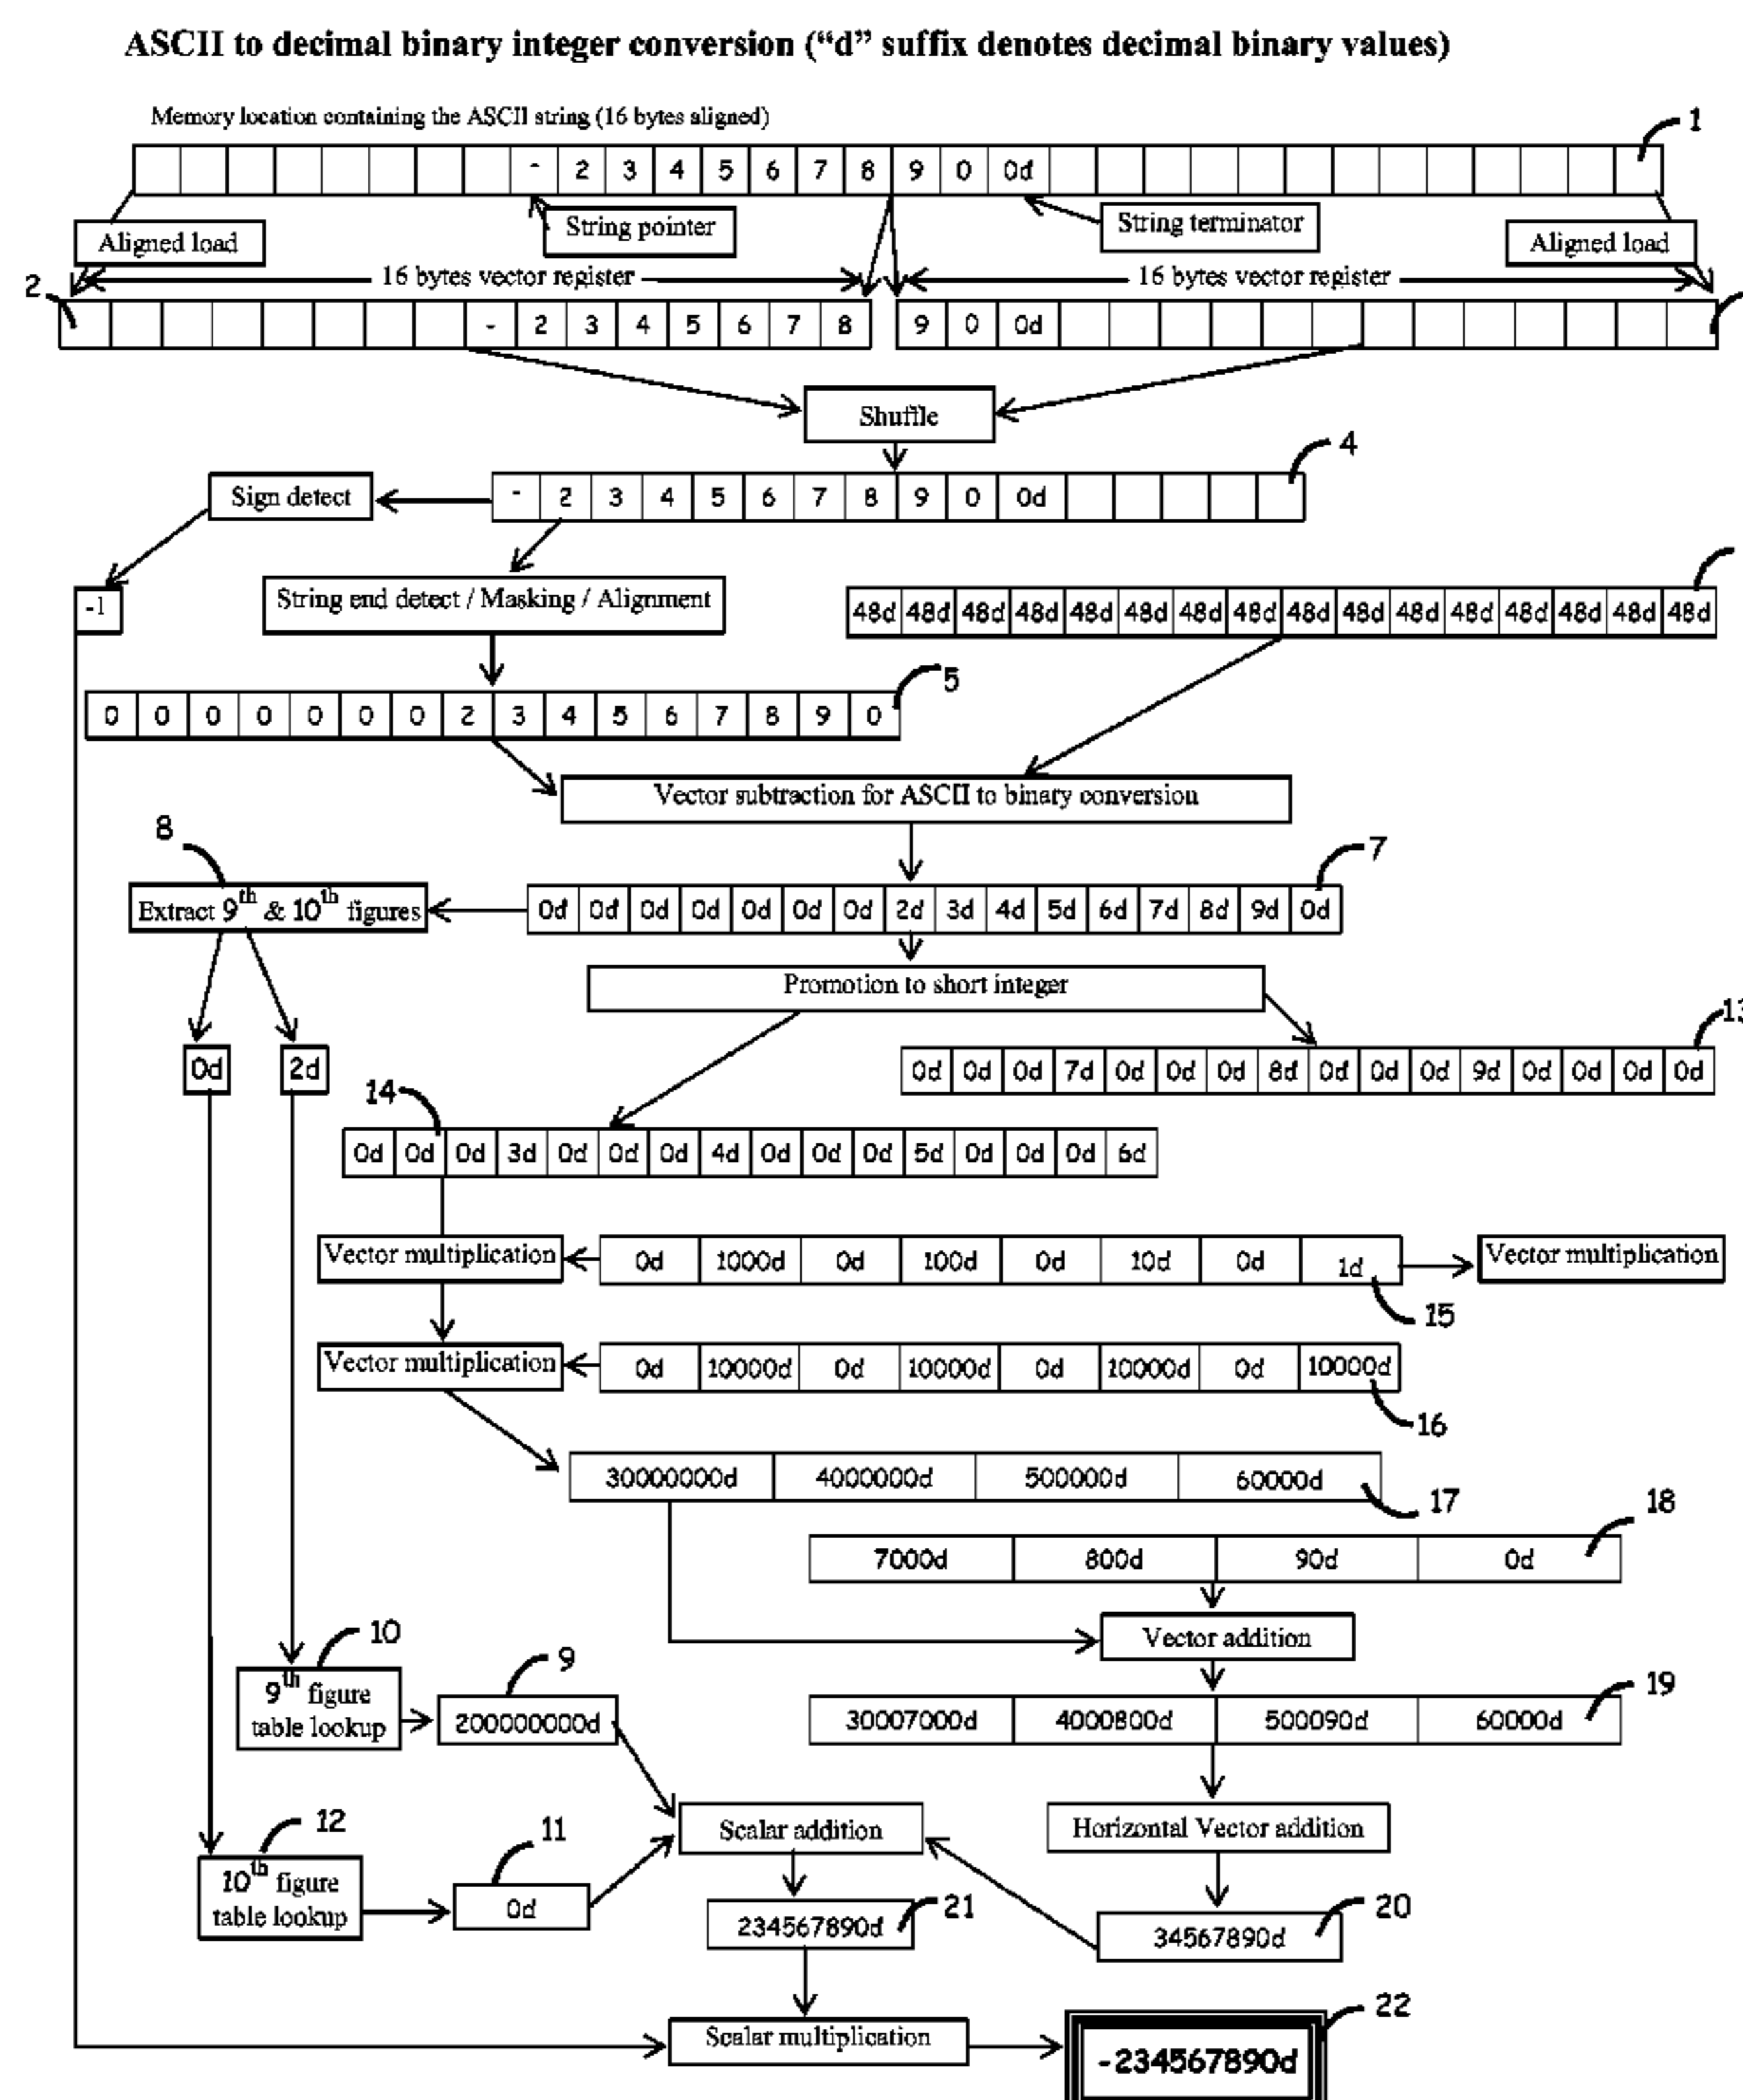 ASCII to decimal binary integer conversion (“d” suffix denotes decimal binary values)
Memory location containing the ASCII string (16 bytes aligned)
1
- 2 3 4 5 6 7 8 9 0 0d
Aligned load
String pointer
String terminator
Aligned load
2
16 bytes vector register
16 bytes vector register
- 2 3 4 5 6 7 8
9 0 0d
Shuffle
4
Sign detect
- 2 3 4 5 6 7 8 9 0 0d
-1
String end detect / Masking / Alignment
48d 48d 48d 48d 48d 48d 48d 48d 48d 48d 48d 48d 48d 48d 48d 48d
5
0 0 0 0 0 0 0 2 3 4 5 6 7 8 9 0
Vector subtraction for ASCII to binary conversion
8
7
Extract 9th & 10th figures
0d 0d 0d 0d 0d 0d 0d 2d 3d 4d 5d 6d 7d 8d 9d 0d
Promotion to short integer
13
0d
2d
0d 0d 0d 7d 0d 0d 0d 8d 0d 0d 0d 9d 0d 0d 0d 0d
14
0d 0d 0d 3d 0d 0d 0d 4d 0d 0d 0d 5d 0d 0d 0d 6d
Vector multiplication
0d 1000d 0d 100d 0d 10d 0d 1d
Vector multiplication
15
Vector multiplication
0d 10000d 0d 10000d 0d 10000d 0d 10000d
16
30000000d 4000000d 500000d 60000d
17
18
7000d 800d 90d 0d
10
Vector addition
9
9th figure
table lookup
200000000d
19
30007000d 4000800d 500090d 60000d
12
11
Scalar addition
Horizontal Vector addition
10th figure
table lookup
0d
21
234567890d
20
34567890d
22
Scalar multiplication
-234567890d